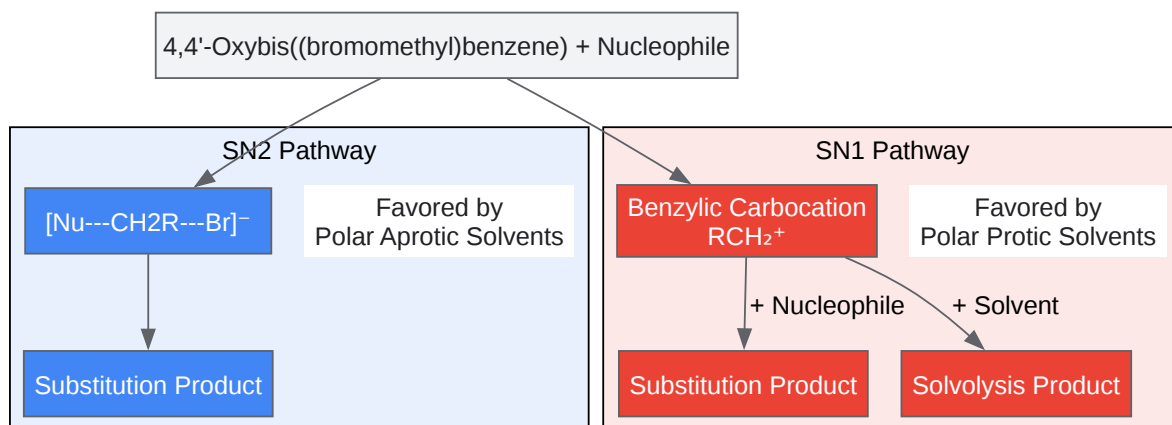 4,4'-Oxybis((bromomethyl)benzene) + Nucleophile
SN2 Pathway
[Nu---CH2R---Br]⁻
Favored by
Polar Aprotic Solvents
Substitution Product
SN1 Pathway
Benzylic Carbocation
RCH₂⁺
Favored by
Polar Protic Solvents
+ Nucleophile
+ Solvent
Substitution Product
Solvolysis Product